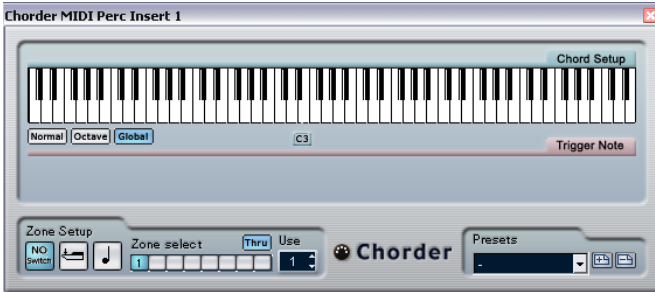 Chorder MIDI Perc Insert 1
Chord Setup
Normal Octave Global C3
Trigger Note
Zone Setup
NO Switch
Zone select Thru Use
1 1
Chorder
Presets
-